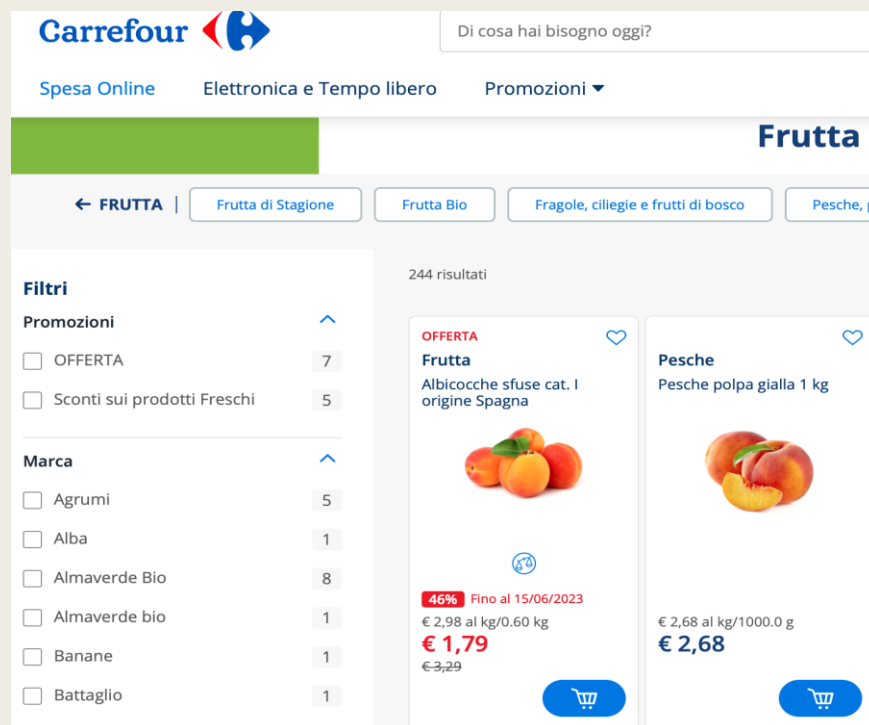 Carrefour
Di cosa hai bisogno oggi?
Spesa Online Elettronica e Tempo libero Promozioni
Frutta
← FRUTTA | Frutta di Stagione Frutta Bio Fragole, ciliegie e frutti di bosco Pesche,
Filtri
Promozioni
OFFERTA 7
Sconti sui prodotti Freschi 5
Marca
Agrumi 5
Alba 1
Almaverde Bio 8
Almaverde bio 1
Banane 1
Battaglio 1
244 risultati
OFFERTA
Frutta
Albicocche sfuse cat. I
origine Spagna
46% Fino al 15/06/2023
€ 2,98 al kg/0.60 kg
€ 1,79
€ 3,29
Pesche
Pesche polpa gialla 1 kg
€ 2,68 al kg/1000.0 g
€ 2,68